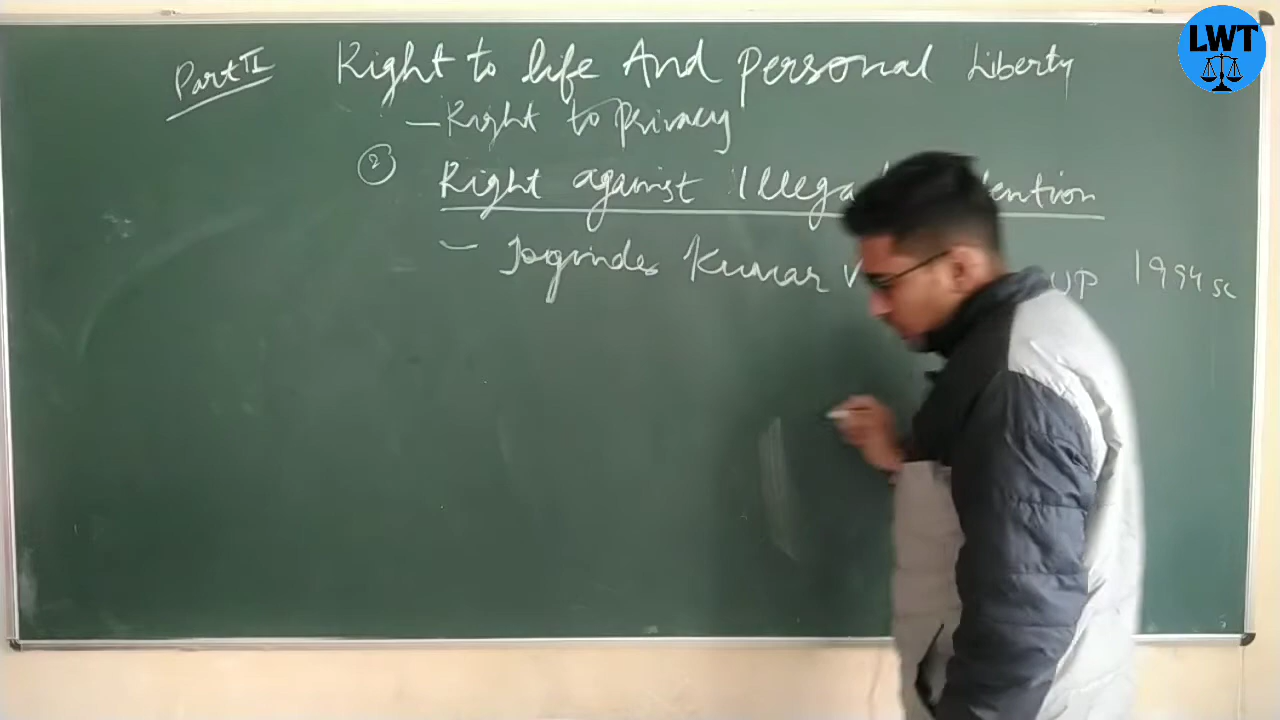 LWT
Part II Right to life And Personal Liberty
— Right to Privacy
② Right against Illega
— Joginder Kumar V UP 1994 SC